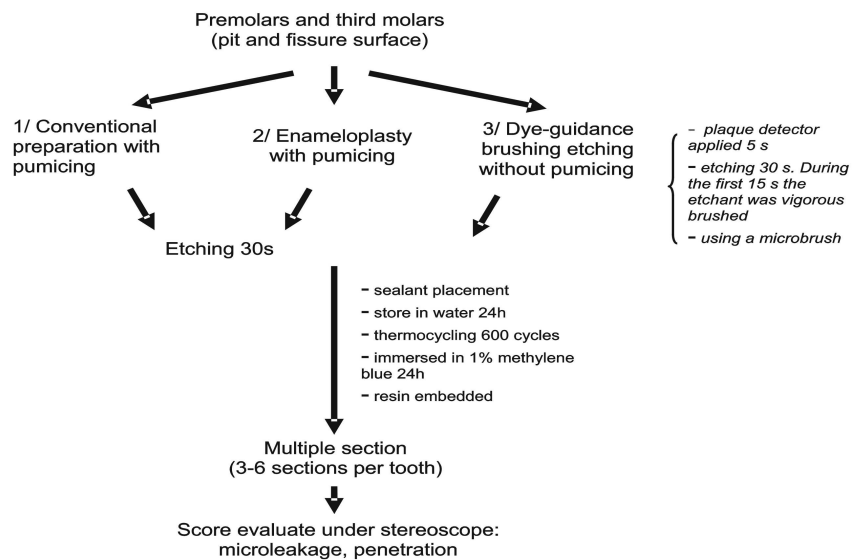 Premolars and third molars
(pit and fissure surface)
1/ Conventional
preparation with
pumicing
2/ Enameloplasty
with pumicing
3/ Dye-guidance
brushing etching
without pumicing
- plaque detector
applied 5 s
- etching 30 s. During
the first 15 s the
etchant was vigorous
brushed
- using a microbrush
Etching 30s
- sealant placement
- store in water 24h
- thermocycling 600 cycles
- immersed in 1% methylene
blue 24h
- resin embedded
Multiple section
(3-6 sections per tooth)
Score evaluate under stereoscope:
microleakage, penetration